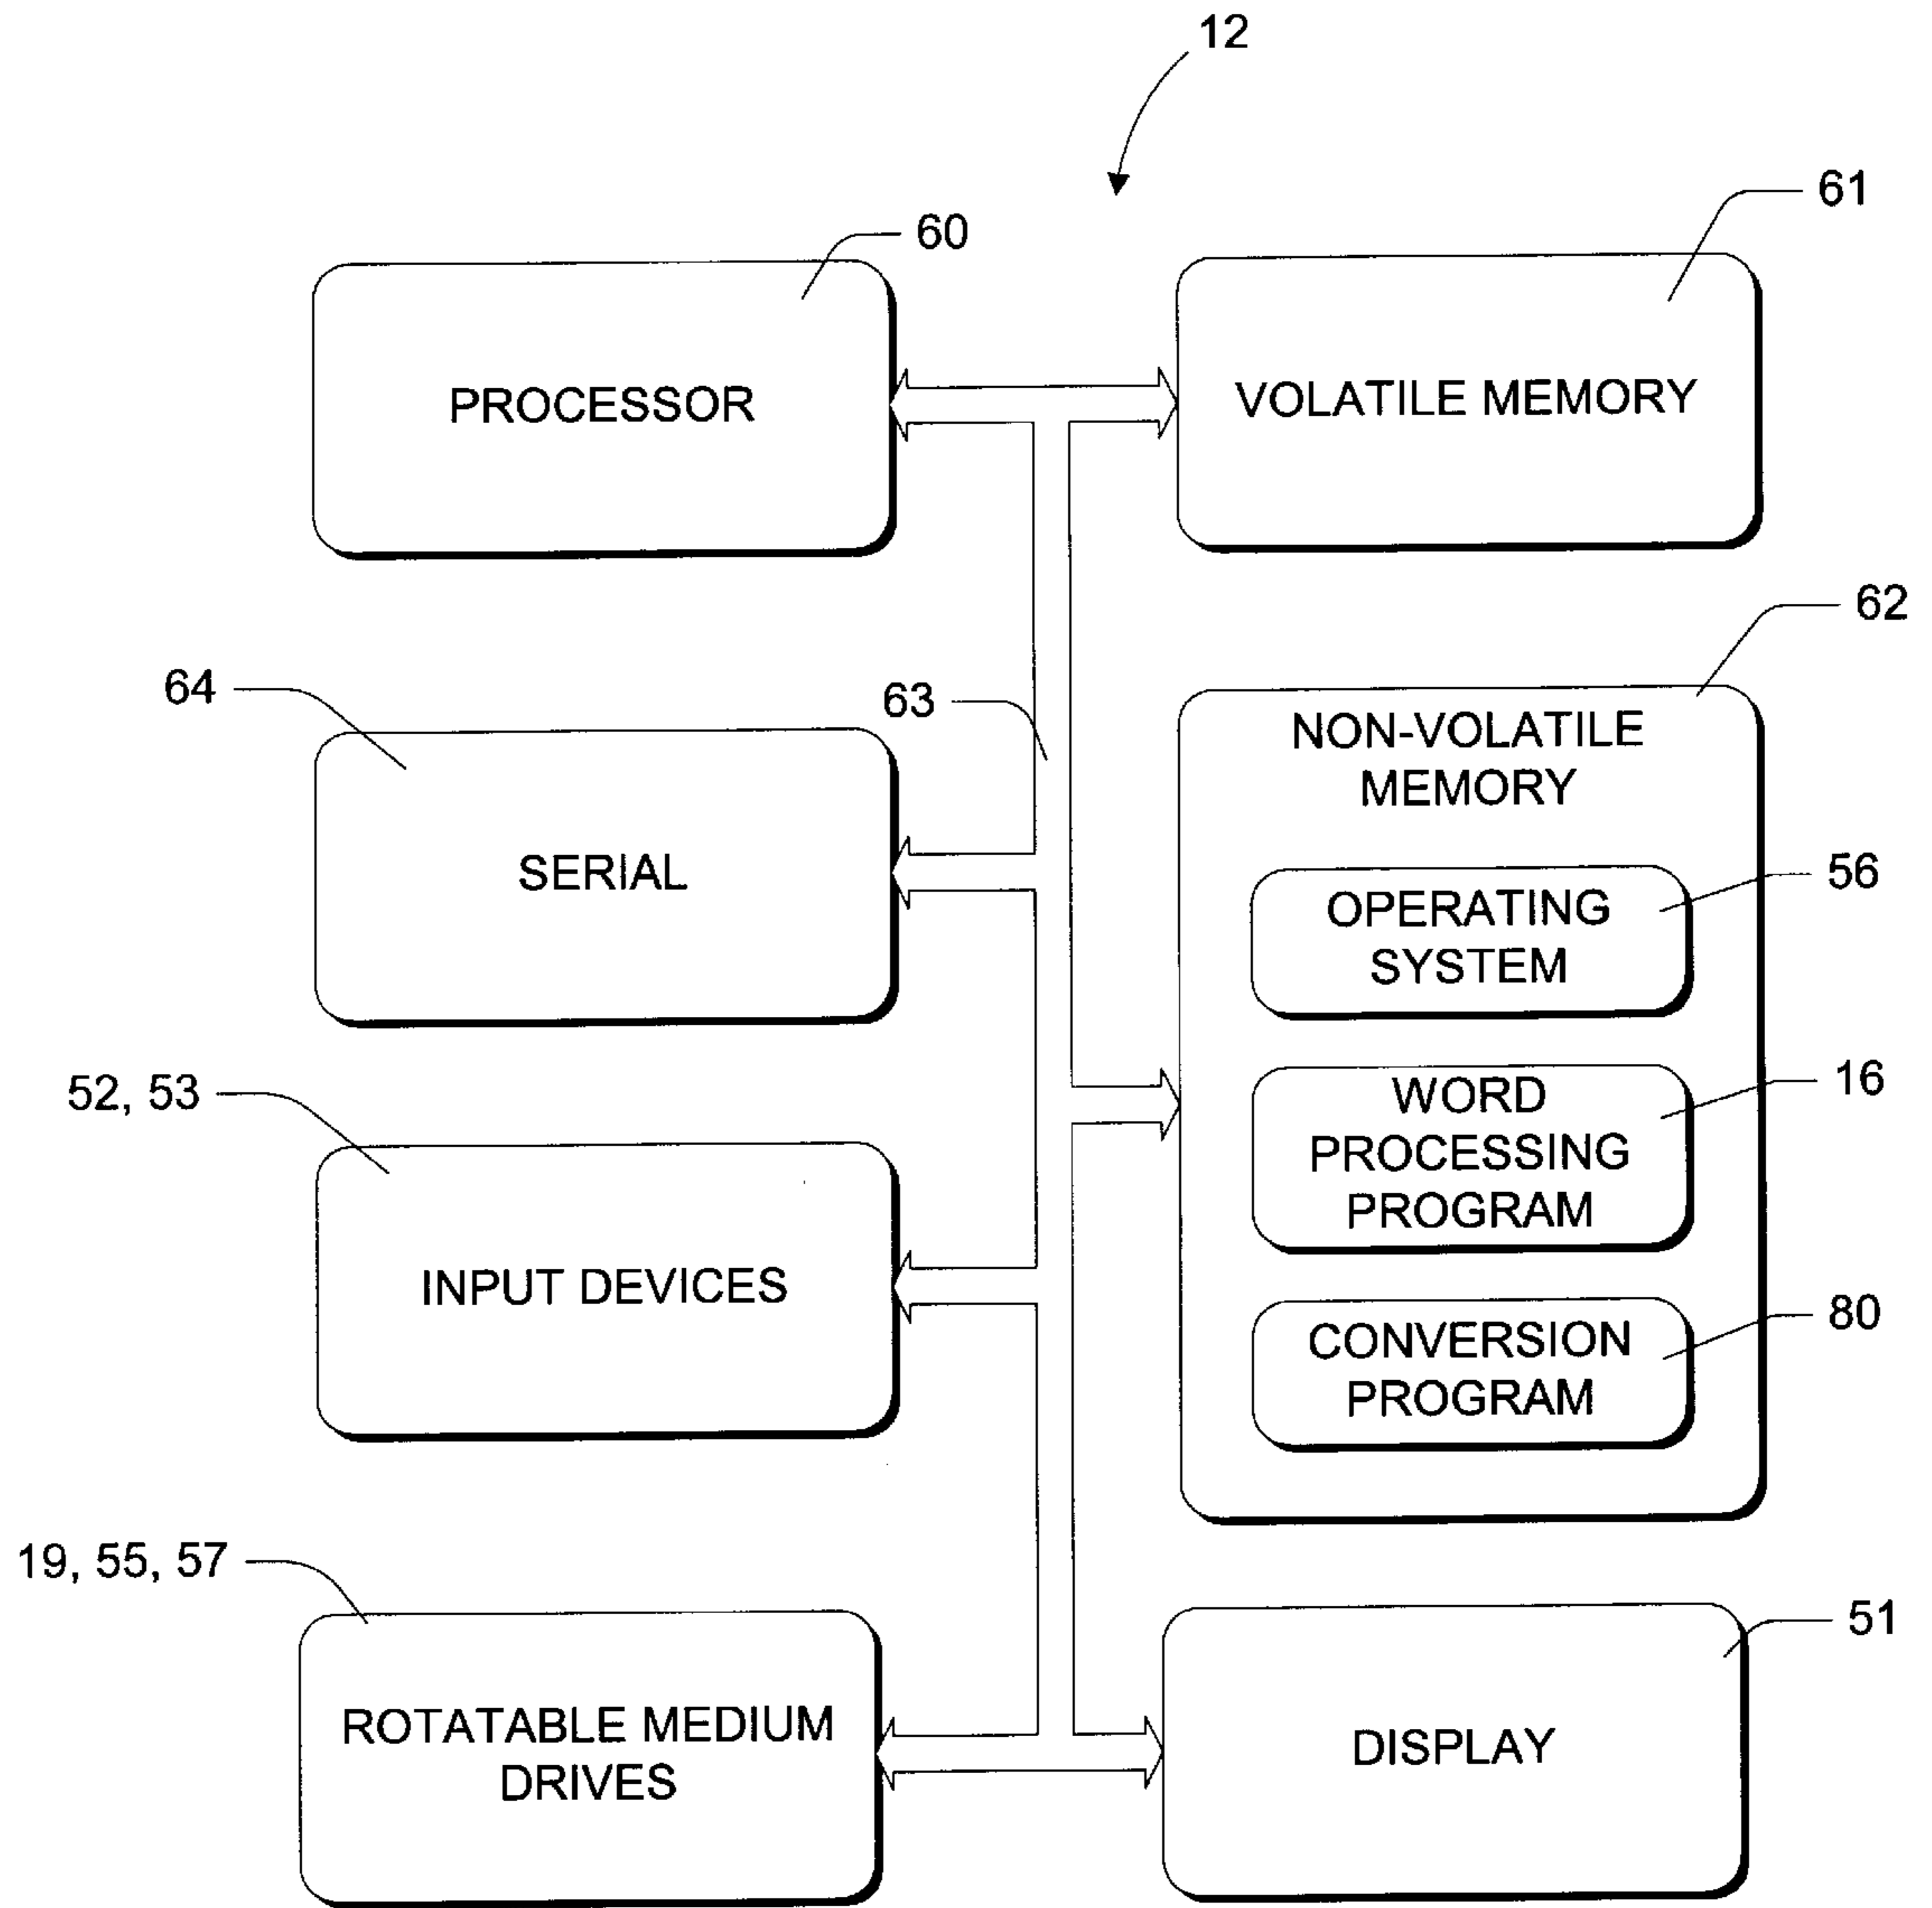 12
60
61
PROCESSOR
VOLATILE MEMORY
62
64
63
NON-VOLATILE
MEMORY
SERIAL
56
OPERATING
SYSTEM
52, 53
16
WORD
PROCESSING
PROGRAM
INPUT DEVICES
80
CONVERSION
PROGRAM
19, 55, 57
51
ROTATABLE MEDIUM
DRIVES
DISPLAY